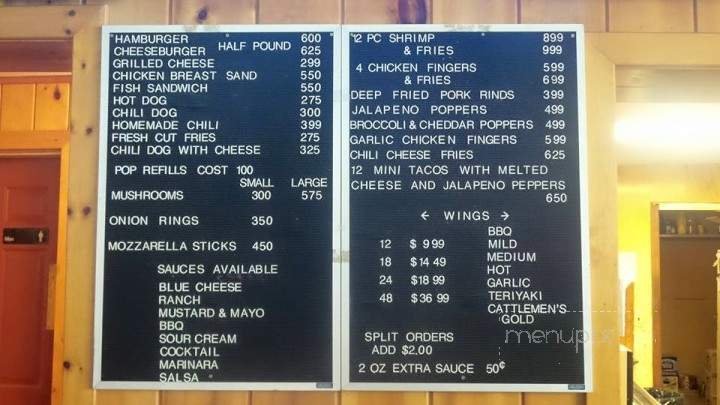 HAMBURGER 600
CHEESEBURGER HALF POUND 625
GRILLED CHEESE 299
CHICKEN BREAST SAND 550
FISH SANDWICH 550
HOT DOG 275
CHILI DOG 300
HOMEMADE CHILI 399
FRESH CUT FRIES 275
CHILI DOG WITH CHEESE 325
POP REFILLS COST 100
SMALL LARGE
MUSHROOMS 300 575
ONION RINGS 350
MOZZARELLA STICKS 450
SAUCES AVAILABLE
BLUE CHEESE
RANCH
MUSTARD & MAYO
BBQ
SOUR CREAM
COCKTAIL
MARINARA
SALSA
12 PC SHRIMP 899
& FRIES 999
4 CHICKEN FINGERS 599
& FRIES 699
DEEP FRIED PORK RINDS 399
JALAPENO POPPERS 499
BROCCOLI & CHEDDAR POPPERS 499
GARLIC CHICKEN FINGERS 599
CHILI CHEESE FRIES 625
12 MINI TACOS WITH MELTED
CHEESE AND JALAPENO PEPPERS
650
← WINGS →
12 $ 9 99
18 $14 49
24 $18 99
48 $36 99
BBQ
MILD
MEDIUM
HOT
GARLIC
TERIYAKI
CATTLEMEN'S
GOLD
SPLIT ORDERS
ADD $2.00
2 OZ EXTRA SAUCE 50¢